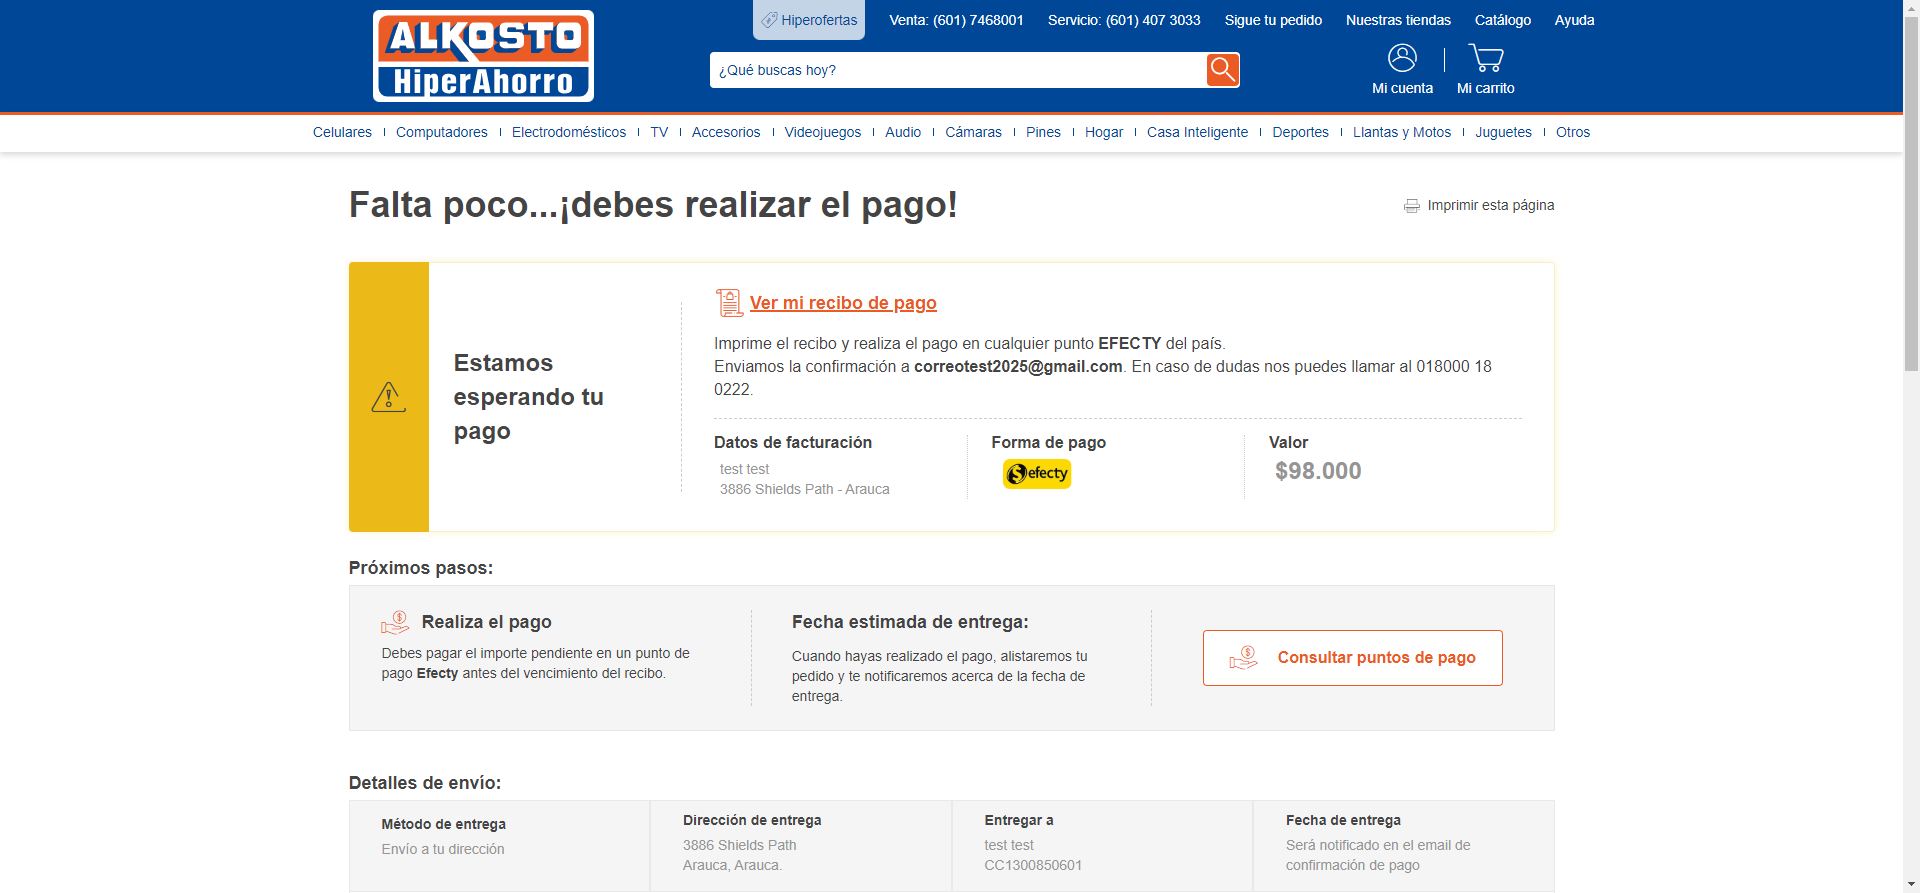 Hiperofertas Venta: (601) 7468001 Servicio: (601) 407 3033 Sigue tu pedido Nuestras tiendas Catálogo Ayuda
ALKOSTO
HiperAhorro
¿Qué buscas hoy?
Mi cuenta Mi carrito
Celulares Computadores Electrodomésticos TV Accesorios Videojuegos Audio Cámaras Pines Hogar Casa Inteligente Deportes Llantas y Motos Juguetes Otros
Falta poco...¡debes realizar el pago!
Imprimir esta página
Estamos
esperando tu
pago
Ver mi recibo de pago
Imprime el recibo y realiza el pago en cualquier punto EFECTY del país.
Enviamos la confirmación a correotest2025@gmail.com. En caso de dudas nos puedes llamar al 018000 18
0222.
Datos de facturación
test test
3886 Shields Path - Arauca
Forma de pago
efecty
Valor
$98.000
Próximos pasos:
Realiza el pago
Debes pagar el importe pendiente en un punto de
pago Efecty antes del vencimiento del recibo.
Fecha estimada de entrega:
Cuando hayas realizado el pago, alistaremos tu
pedido y te notificaremos acerca de la fecha de
entrega.
Consultar puntos de pago
Detalles de envío:
Método de entrega
Envío a tu dirección
Dirección de entrega
3886 Shields Path
Arauca, Arauca.
Entregar a
test test
CC1300850601
Fecha de entrega
Será notificado en el email de
confirmación de pago